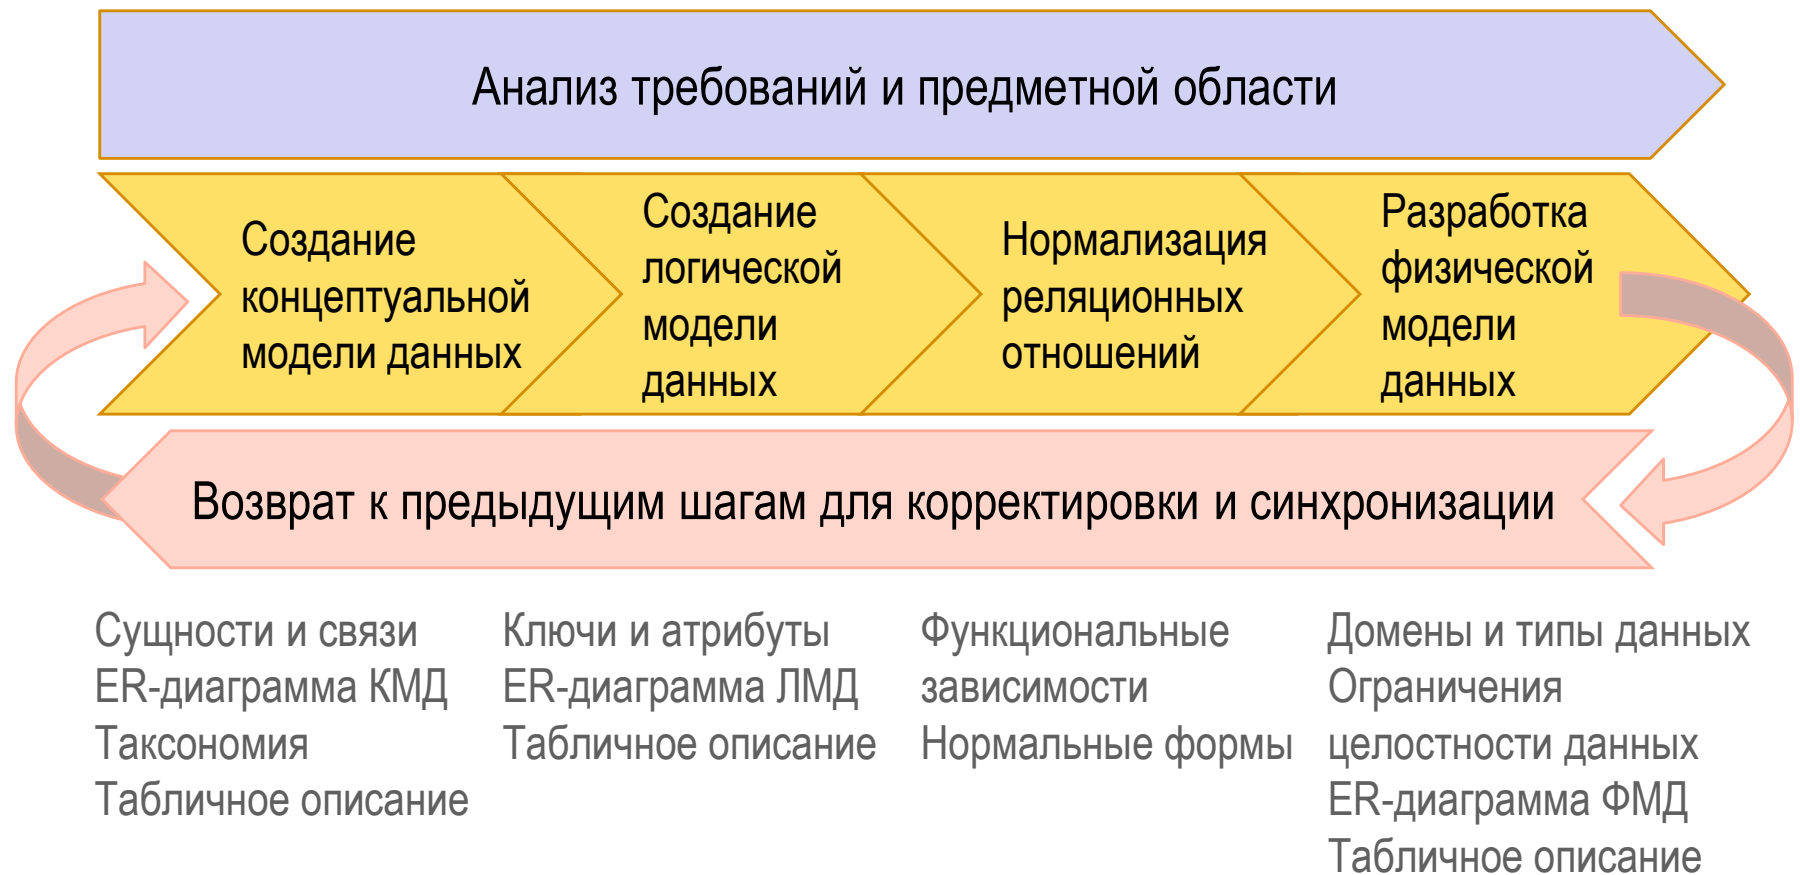 Анализ требований и предметной области
Создание
концептуальной
модели данных
Создание
логической
модели
данных
Нормализация
реляционных
отношений
Разработка
физической
модели
данных
Возврат к предыдущим шагам для корректировки и синхронизации
Сущности и связи
ER-диаграмма КМД
Таксономия
Табличное описание
Ключи и атрибуты
ER-диаграмма ЛМД
Табличное описание
Функциональные
зависимости
Нормальные формы
Домены и типы данных
Ограничения
целостности данных
ER-диаграмма ФМД
Табличное описание